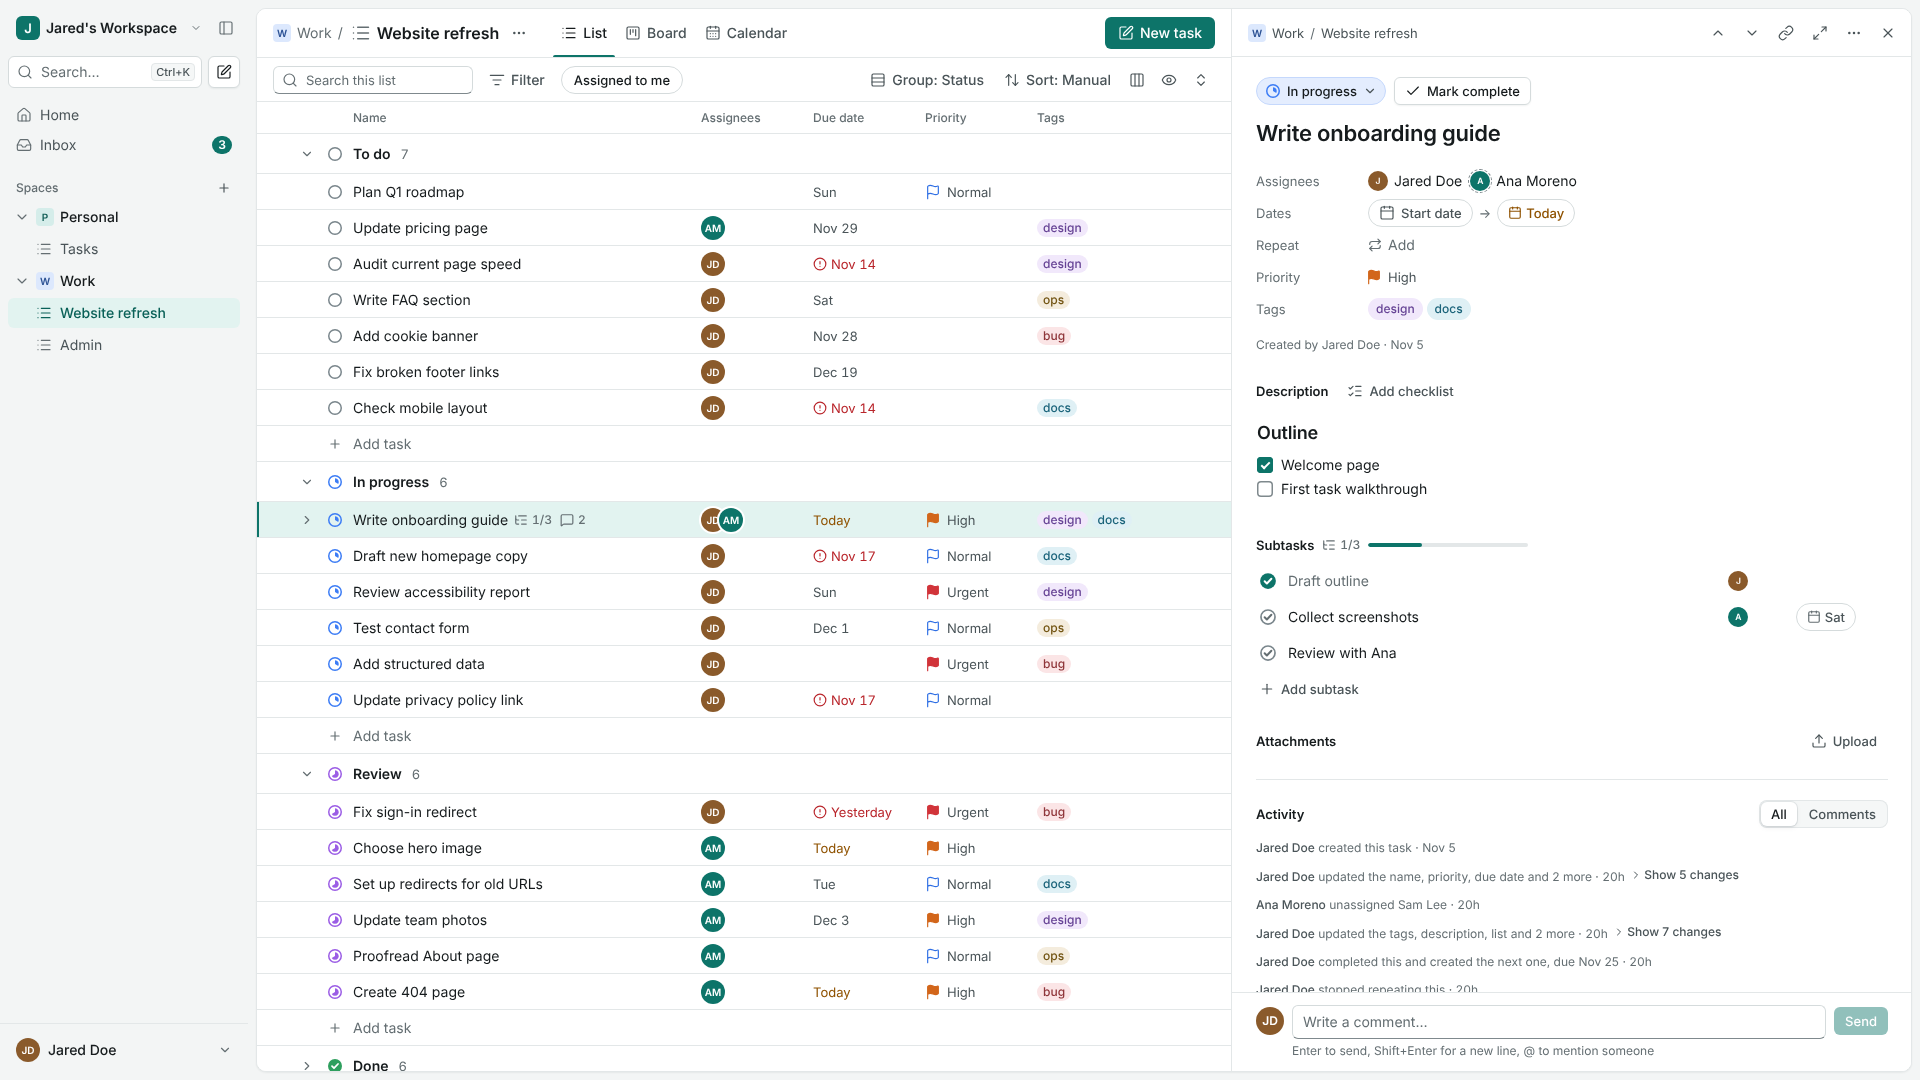 J Jared's Workspace
Search... Ctrl+K
Home
Inbox 3
Spaces
P Personal
Tasks
W Work
Website refresh
Admin
JD Jared Doe
W Work / Website refresh ... List Board Calendar New task
Search this list Filter Assigned to me Group: Status Sort: Manual
Name Assignees Due date Priority Tags
To do 7
Plan Q1 roadmap Sun Normal
Update pricing page AM Nov 29 design
Audit current page speed JD Nov 14 design
Write FAQ section JD Sat ops
Add cookie banner JD Nov 28 bug
Fix broken footer links JD Dec 19
Check mobile layout JD Nov 14 docs
Add task
In progress 6
Write onboarding guide 1/3 2 JD AM Today High design docs
Draft new homepage copy JD Nov 17 Normal docs
Review accessibility report JD Sun Urgent design
Test contact form JD Dec 1 Normal ops
Add structured data JD Urgent bug
Update privacy policy link JD Nov 17 Normal
Add task
Review 6
Fix sign-in redirect JD Yesterday Urgent bug
Choose hero image AM Today High
Set up redirects for old URLs AM Tue Normal docs
Update team photos AM Dec 3 High design
Proofread About page AM Normal ops
Create 404 page AM Today High bug
Add task
Done 6
W Work / Website refresh
In progress Mark complete
Write onboarding guide
Assignees J Jared Doe A Ana Moreno
Dates Start date → Today
Repeat Add
Priority High
Tags design docs
Created by Jared Doe · Nov 5
Description Add checklist
Outline
Welcome page
First task walkthrough
Subtasks 1/3
Draft outline J
Collect screenshots A Sat
Review with Ana
Add subtask
Attachments Upload
Activity All Comments
Jared Doe created this task · Nov 5
Jared Doe updated the name, priority, due date and 2 more · 20h Show 5 changes
Ana Moreno unassigned Sam Lee · 20h
Jared Doe updated the tags, description, list and 2 more · 20h Show 7 changes
Jared Doe completed this and created the next one, due Nov 25 · 20h
Jared Doe stopped repeating this · 20h
JD Write a comment... Send
Enter to send, Shift+Enter for a new line, @ to mention someone